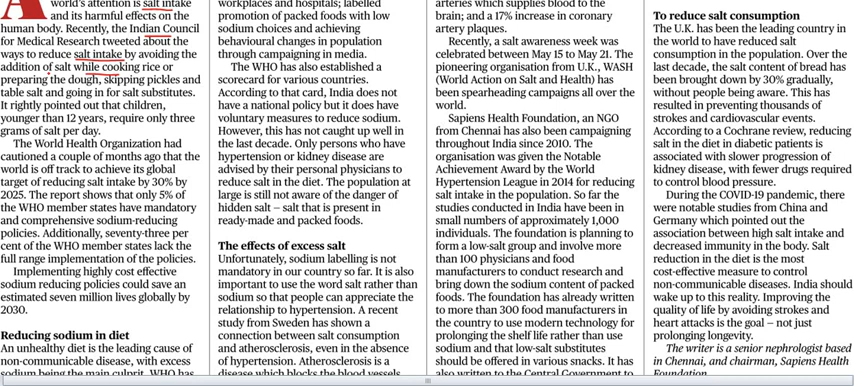 A
world's attention is salt intake
and its harmful effects on the
human body. Recently, the Indian Council
for Medical Research tweeted about the
ways to reduce salt intake by avoiding the
addition of salt while cooking rice or
preparing the dough, skipping pickles and
table salt and going in for salt substitutes.
It rightly pointed out that children,
younger than 12 years, require only three
grams of salt per day.
The World Health Organization had
cautioned a couple of months ago that the
world is off track to achieve its global
target of reducing salt intake by 30% by
2025. The report shows that only 5% of
the WHO member states have mandatory
and comprehensive sodium-reducing
policies. Additionally, seventy-three per
cent of the WHO member states lack the
full range implementation of the policies.
Implementing highly cost effective
sodium reducing policies could save an
estimated seven million lives globally by
2030.
Reducing sodium in diet
An unhealthy diet is the leading cause of
non-communicable disease, with excess
sodium being the main culprit. WHO has
workplaces and hospitals; labelled
promotion of packed foods with low
sodium choices and achieving
behavioural changes in population
through campaigning in media.
The WHO has also established a
scorecard for various countries.
According to that card, India does not
have a national policy but it does have
voluntary measures to reduce sodium.
However, this has not caught up well in
the last decade. Only persons who have
hypertension or kidney disease are
advised by their personal physicians to
reduce salt in the diet. The population at
large is still not aware of the danger of
hidden salt — salt that is present in
ready-made and packed foods.
The effects of excess salt
Unfortunately, sodium labelling is not
mandatory in our country so far. It is also
important to use the word salt rather than
sodium so that people can appreciate the
relationship to hypertension. A recent
study from Sweden has shown a
connection between salt consumption
and atherosclerosis, even in the absence
of hypertension. Atherosclerosis is a
disease which blocks the blood vessels
arteries which supplies blood to the
brain; and a 17% increase in coronary
artery plaques.
Recently, a salt awareness week was
celebrated between May 15 to May 21. The
pioneering organisation from U.K., WASH
(World Action on Salt and Health) has
been spearheading campaigns all over the
world.
Sapiens Health Foundation, an NGO
from Chennai has also been campaigning
throughout India since 2010. The
organisation was given the Notable
Achievement Award by the World
Hypertension League in 2014 for reducing
salt intake in the population. So far the
studies conducted in India have been in
small numbers of approximately 1,000
individuals. The foundation is planning to
form a low-salt group and involve more
than 100 physicians and food
manufacturers to conduct research and
bring down the sodium content of packed
foods. The foundation has already written
to more than 300 food manufacturers in
the country to use modern technology for
prolonging the shelf life rather than use
sodium and that low-salt substitutes
should be offered in various snacks. It has
also written to the Central Government to
To reduce salt consumption
The U.K. has been the leading country in
the world to have reduced salt
consumption in the population. Over the
last decade, the salt content of bread has
been brought down by 30% gradually,
without people being aware. This has
resulted in preventing thousands of
strokes and cardiovascular events.
According to a Cochrane review, reducing
salt in the diet in diabetic patients is
associated with slower progression of
kidney disease, with fewer drugs required
to control blood pressure.
During the COVID-19 pandemic, there
were notable studies from China and
Germany which pointed out the
association between high salt intake and
decreased immunity in the body. Salt
reduction in the diet is the most
cost-effective measure to control
non-communicable diseases. India should
wake up to this reality. Improving the
quality of life by avoiding strokes and
heart attacks is the goal — not just
prolonging longevity.
The writer is a senior nephrologist based
in Chennai, and chairman, Sapiens Health
Foundation